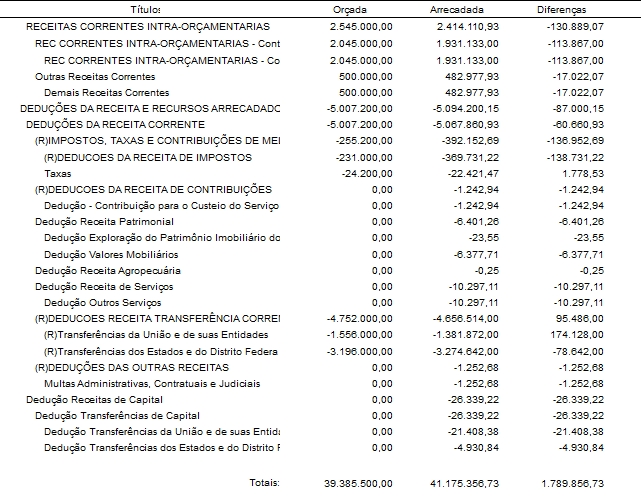 Títulos Orçada Arrecadada Diferenças
RECEITAS CORRENTES INTRA-ORÇAMENTARIAS 2.545.000,00 2.414.110,93 -130.889,07
REC CORRENTES INTRA-ORÇAMENTARIAS - Cont 2.045.000,00 1.931.133,00 -113.867,00
REC CORRENTES INTRA-ORÇAMENTARIAS - Co 2.045.000,00 1.931.133,00 -113.867,00
Outras Receitas Correntes 500.000,00 482.977,93 -17.022,07
Demais Receitas Correntes 500.000,00 482.977,93 -17.022,07
DEDUÇÕES DA RECEITA E RECURSOS ARRECADADC -5.007.200,00 -5.094.200,15 -87.000,15
DEDUÇÕES DA RECEITA CORRENTE -5.007.200,00 -5.067.860,93 -60.660,93
(R)IMPOSTOS, TAXAS E CONTRIBUIÇÕES DE MEI -255.200,00 -392.152,69 -136.952,69
(R)DEDUCOES DA RECEITA DE IMPOSTOS -231.000,00 -369.731,22 -138.731,22
Taxas -24.200,00 -22.421,47 1.778,53
(R)DEDUCOES DA RECEITA DE CONTRIBUIÇÕES 0,00 -1.242,94 -1.242,94
Dedução - Contribuição para o Custeio do Serviço 0,00 -1.242,94 -1.242,94
Dedução Receita Patrimonial 0,00 -6.401,26 -6.401,26
Dedução Exploração do Patrimônio Imobiliário do 0,00 -23,55 -23,55
Dedução Valores Mobiliários 0,00 -6.377,71 -6.377,71
Dedução Receita Agropecuária 0,00 -0,25 -0,25
Dedução Receita de Serviços 0,00 -10.297,11 -10.297,11
Dedução Outros Serviços 0,00 -10.297,11 -10.297,11
(R)DEDUCOES RECEITA TRANSFERÊNCIA CORREI -4.752.000,00 -4.656.514,00 95.486,00
(R)Transferências da União e de suas Entidades -1.556.000,00 -1.381.872,00 174.128,00
(R)Transferências dos Estados e do Distrito Federa -3.196.000,00 -3.274.642,00 -78.642,00
(R)DEDUÇÕES DAS OUTRAS RECEITAS 0,00 -1.252,68 -1.252,68
Multas Administrativas, Contratuais e Judiciais 0,00 -1.252,68 -1.252,68
Dedução Receitas de Capital 0,00 -26.339,22 -26.339,22
Dedução Transferências de Capital 0,00 -26.339,22 -26.339,22
Dedução Transferências da União e de suas Entida 0,00 -21.408,38 -21.408,38
Dedução Transferências dos Estados e do Distrito F 0,00 -4.930,84 -4.930,84
Totais: 39.385.500,00 41.175.356,73 1.789.856,73